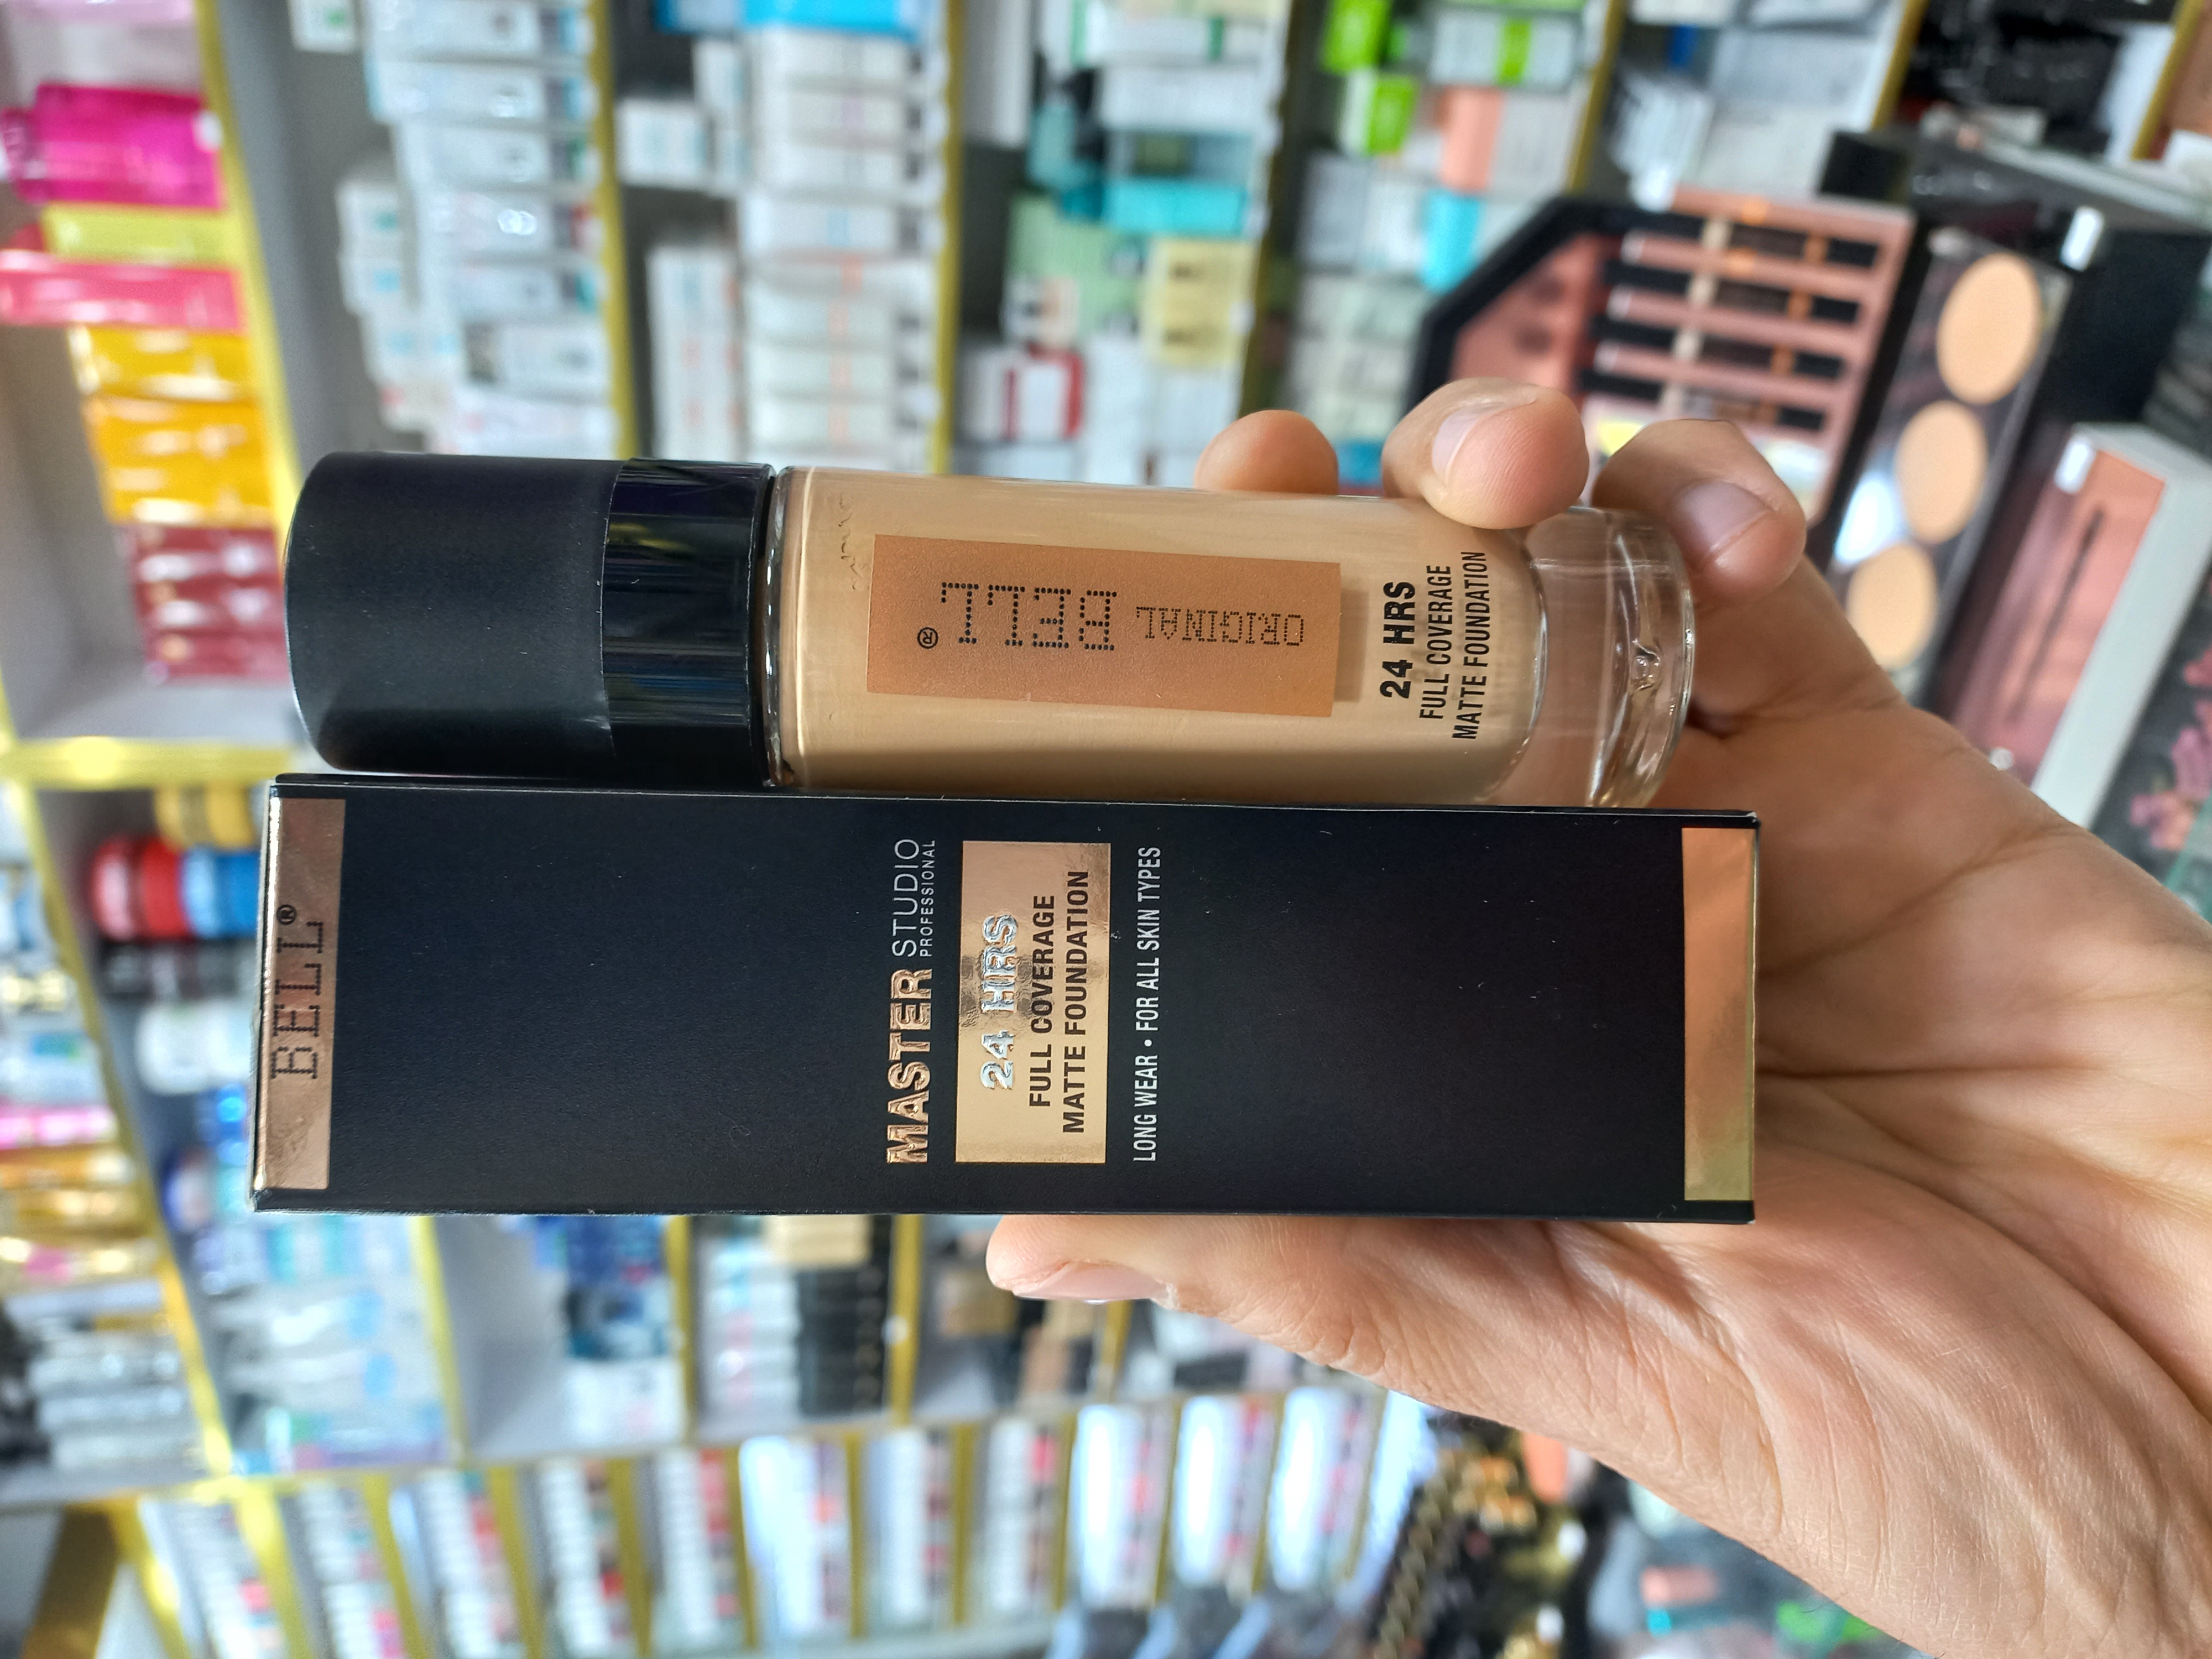 ORIGINAL
BELL®
24 HRS
FULL COVERAGE
MATTE FOUNDATION
BELL®
MASTER STUDIO
PROFESSIONAL
24 HRS
FULL COVERAGE
MATTE FOUNDATION
LONG WEAR • FOR ALL SKIN TYPES